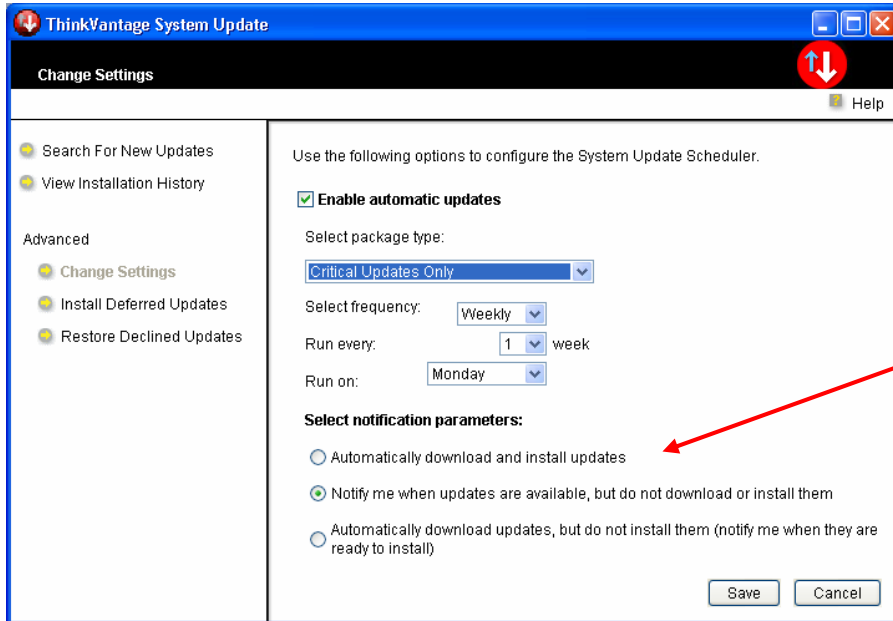 ThinkVantage System Update
Change Settings
Help
Search For New Updates
View Installation History
Advanced
Change Settings
Install Deferred Updates
Restore Declined Updates
Use the following options to configure the System Update Scheduler.
Enable automatic updates
Select package type:
Critical Updates Only
Select frequency: Weekly
Run every: 1 week
Run on: Monday
Select notification parameters:
Automatically download and install updates
Notify me when updates are available, but do not download or install them
Automatically download updates, but do not install them (notify me when they are
ready to install)
Save Cancel